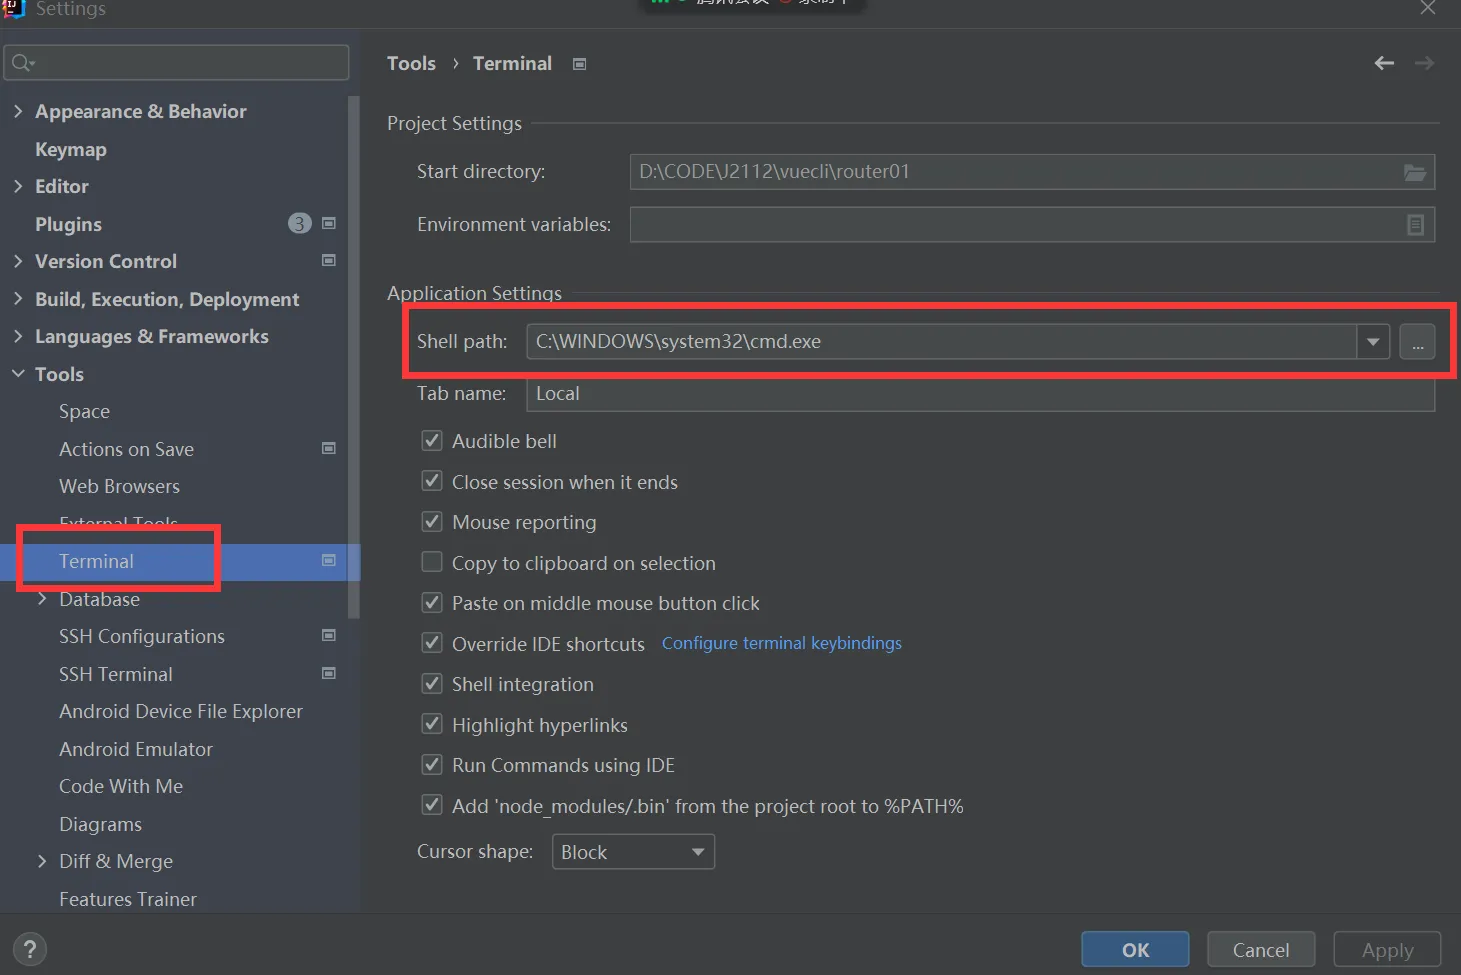 Settings
Tools › Terminal
Appearance & Behavior
Keymap
Editor
Plugins 3
Version Control
Build, Execution, Deployment
Languages & Frameworks
Tools
Space
Actions on Save
Web Browsers
External Tools
Terminal
Database
SSH Configurations
SSH Terminal
Android Device File Explorer
Android Emulator
Code With Me
Diagrams
Diff & Merge
Features Trainer
Project Settings
Start directory: D:\CODE\J2112\vuecli\router01
Environment variables:
Application Settings
Shell path: C:\WINDOWS\system32\cmd.exe ...
Tab name: Local
Audible bell
Close session when it ends
Mouse reporting
Copy to clipboard on selection
Paste on middle mouse button click
Override IDE shortcuts Configure terminal keybindings
Shell integration
Highlight hyperlinks
Run Commands using IDE
Add 'node_modules/.bin' from the project root to %PATH%
Cursor shape: Block
? OK Cancel Apply